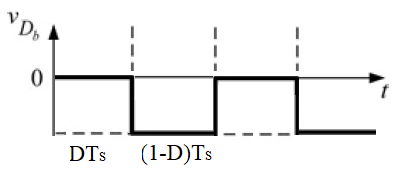 v_{D_b}
0
t
DTs (1-D)Ts